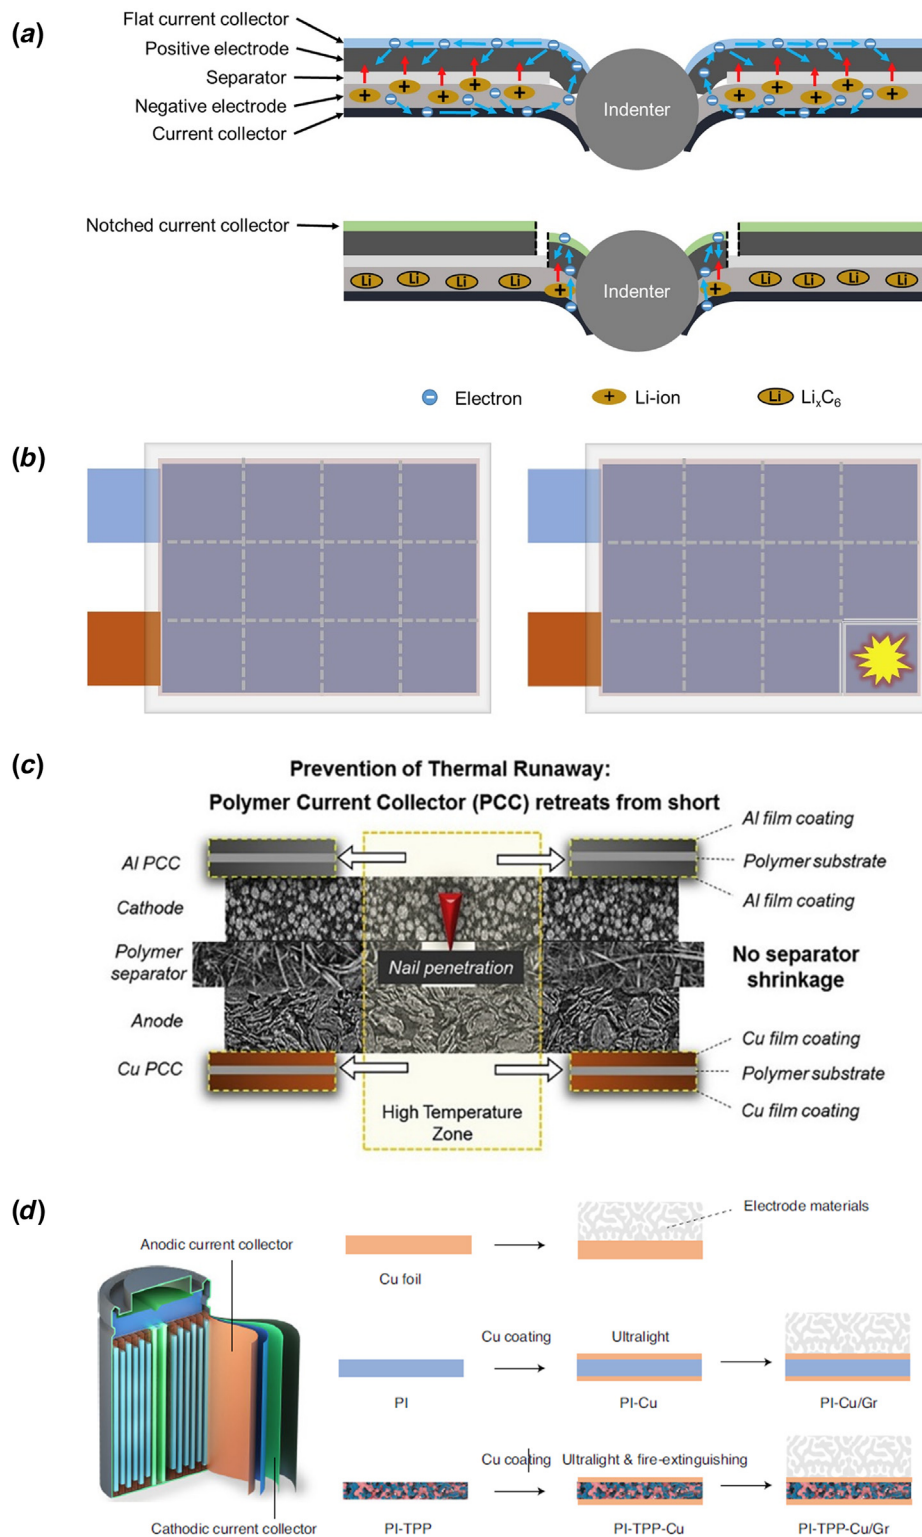 (a)
Flat current collector
Positive electrode
Separator
Negative electrode
Current collector
Indenter
Notched current collector
Li Li Li Li
Indenter
Li Li Li Li
Electron
Li-ion
Li
LixC6
(b)
(c)
Prevention of Thermal Runaway:
Polymer Current Collector (PCC) retreats from short
Al PCC
Al film coating
Polymer substrate
Al film coating
Cathode
Polymer
separator
Nail penetration
No separator
shrinkage
Anode
Cu PCC
Cu film coating
Polymer substrate
Cu film coating
High Temperature
Zone
(d)
Anodic current collector
Cathodic current collector
Electrode materials
Cu foil
Cu coating
Ultralight
PI
PI-Cu
PI-Cu/Gr
Cu coating
Ultralight & fire-extinguishing
PI-TPP
PI-TPP-Cu
PI-TPP-Cu/Gr